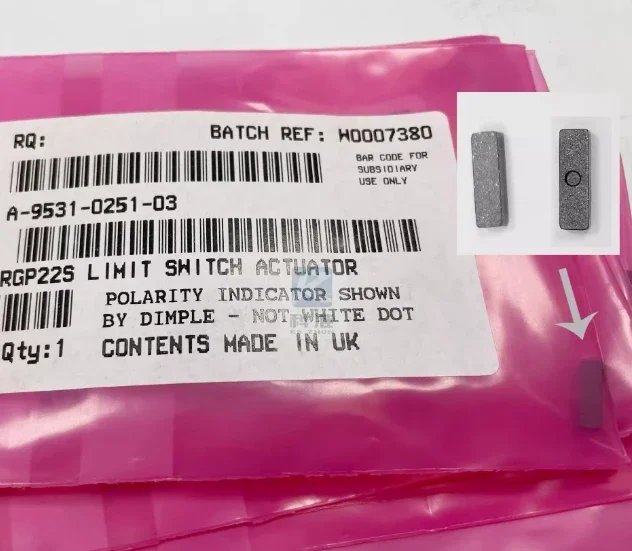 RQ:
BATCH REF: W0007380
BAR CODE FOR
SUBSIDIARY
USE ONLY
A-9531-0251-03
RGP22S LIMIT SWITCH ACTUATOR
POLARITY INDICATOR SHOWN
BY DIMPLE - NOT WHITE DOT
Qty:1 CONTENTS MADE IN UK